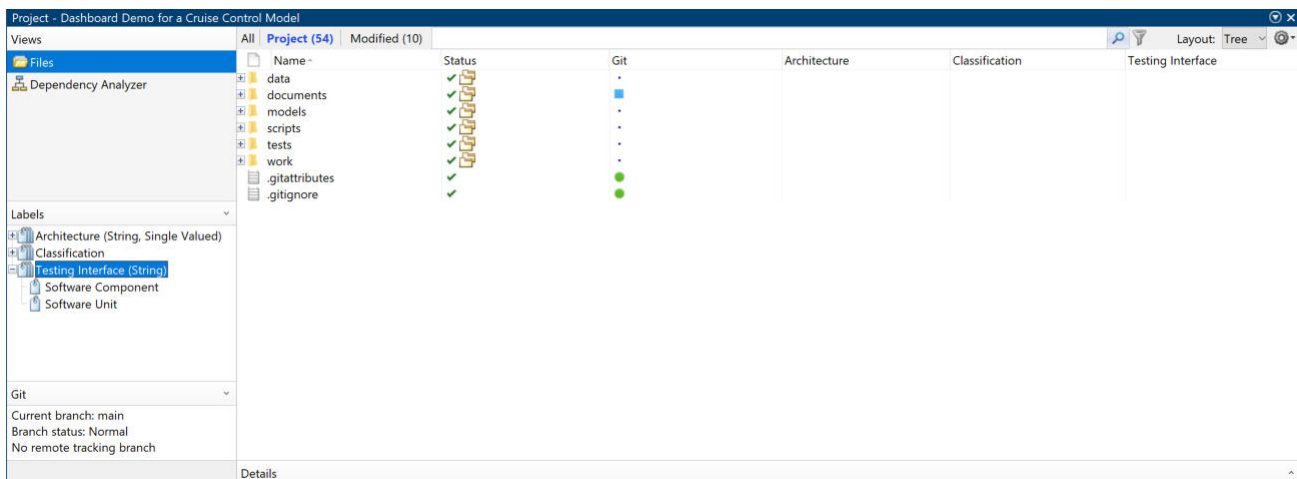 Project - Dashboard Demo for a Cruise Control Model
Views
All Project (54) Modified (10)
Layout: Tree
Files
Dependency Analyzer
Name Status Git Architecture Classification Testing Interface
data
documents
models
scripts
tests
work
.gitattributes
.gitignore
Labels
Architecture (String, Single Valued)
Classification
Testing Interface (String)
Software Component
Software Unit
Git
Current branch: main
Branch status: Normal
No remote tracking branch
Details